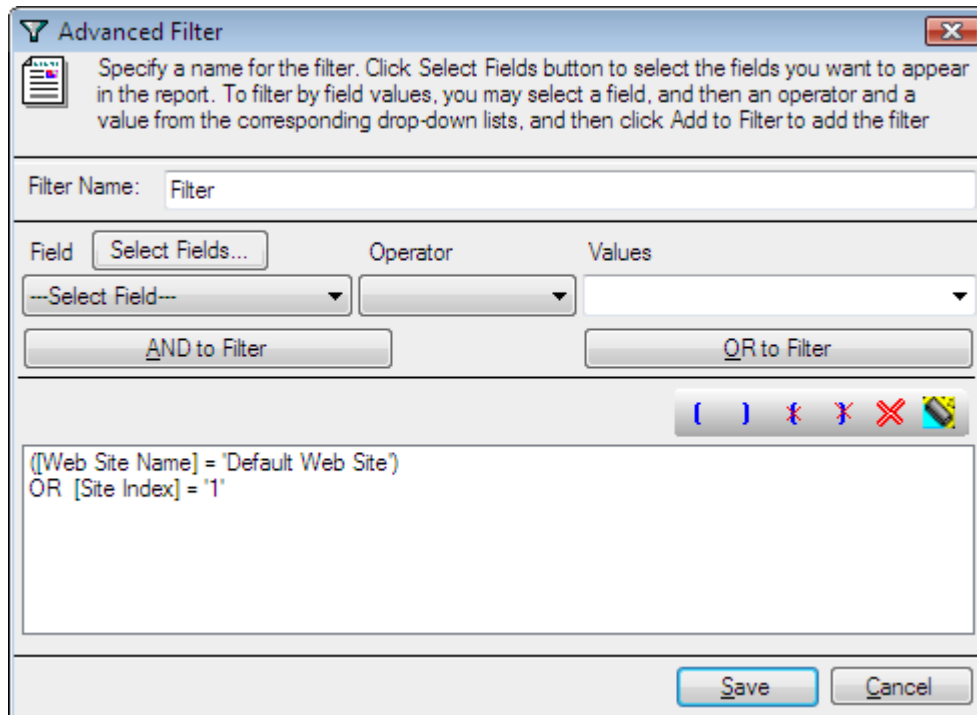 Advanced Filter
Specify a name for the filter. Click Select Fields button to select the fields you want to appear
in the report. To filter by field values, you may select a field, and then an operator and a
value from the corresponding drop-down lists, and then click Add to Filter to add the filter
Filter Name: Filter
Field Select Fields... Operator Values
---Select Field---
AND to Filter OR to Filter
( ) ( )
([Web Site Name] = 'Default Web Site')
OR [Site Index] = '1'
Save Cancel